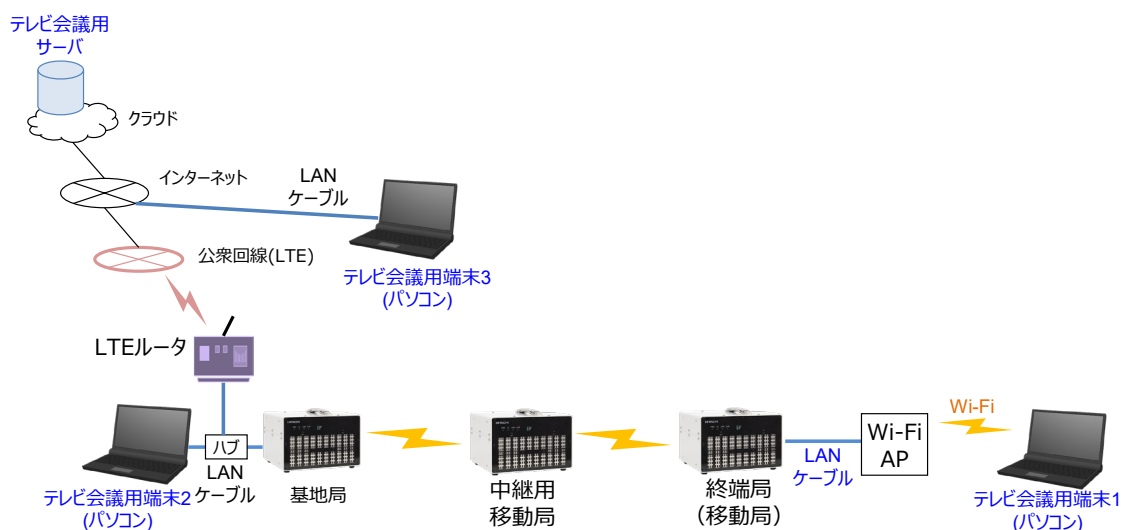 テレビ会議用
サーバ
クラウド
インターネット
LAN
ケーブル
公衆回線(LTE)
テレビ会議用端末3
(パソコン)
LTEルータ
ハブ
LAN
ケーブル
テレビ会議用端末2
(パソコン)
基地局
中継用
移動局
終端局
(移動局)
LAN
ケーブル
Wi-Fi
AP
Wi-Fi
テレビ会議用端末1
(パソコン)